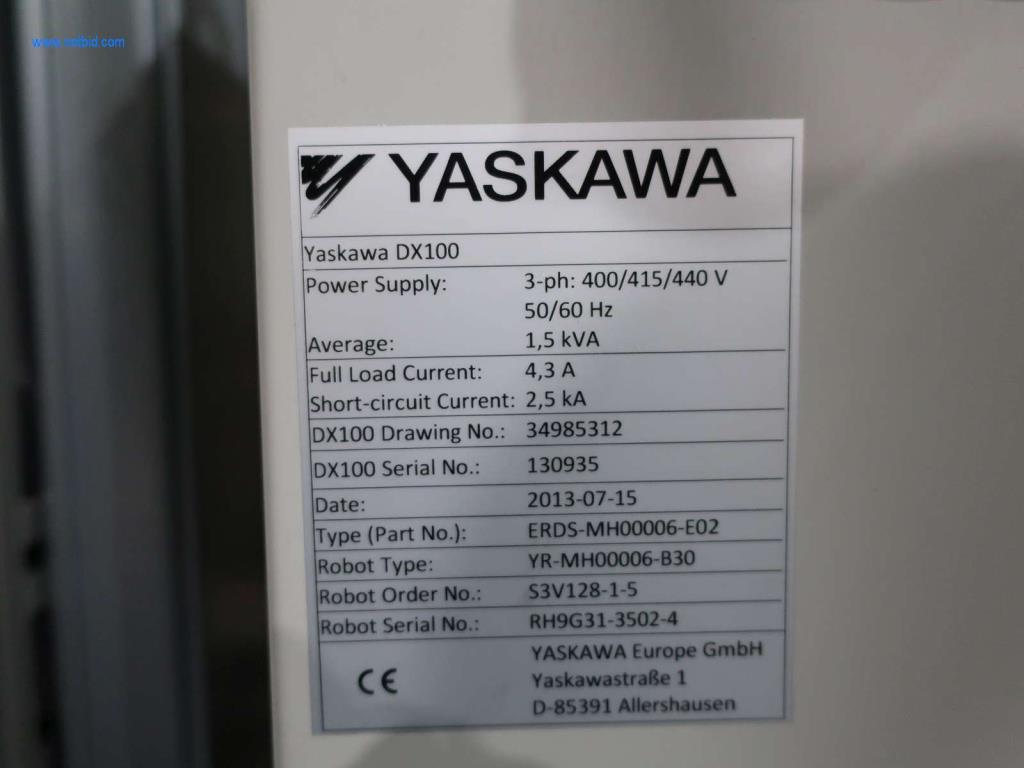 www.netbid.com
YASKAWA
Yaskawa DX100
Power Supply: 3-ph: 400/415/440 V
50/60 Hz
Average: 1,5 kVA
Full Load Current: 4,3 A
Short-circuit Current: 2,5 kA
DX100 Drawing No.: 34985312
DX100 Serial No.: 130935
Date: 2013-07-15
Type (Part No.): ERDS-MH00006-E02
Robot Type: YR-MH00006-B30
Robot Order No.: S3V128-1-5
Robot Serial No.: RH9G31-3502-4
CE YASKAWA Europe GmbH
Yaskawastraße 1
D-85391 Allershausen